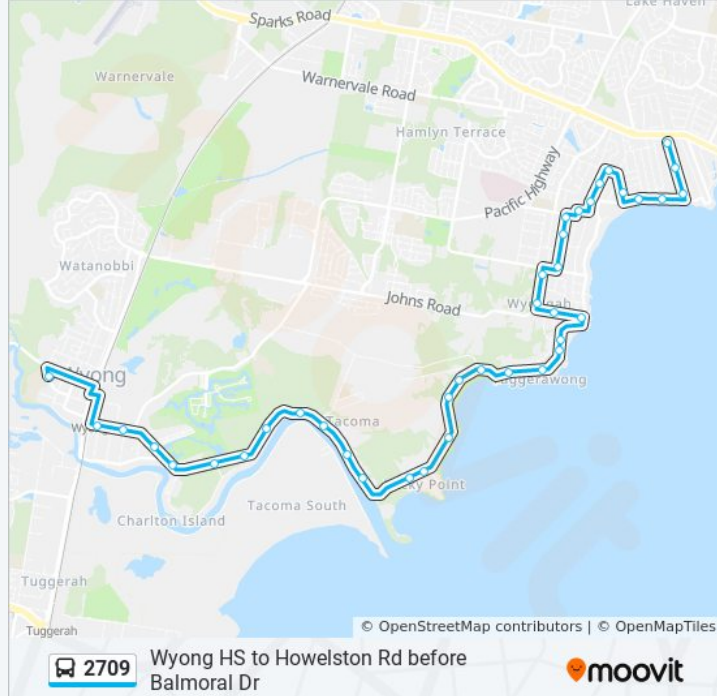 Lake Haven
Sparks Road
Warnervale
Warnervale Road
Hamlyn Terrace
Pacific Highway
Watanobbi
Johns Road
Wyong
Tacoma
Tacoma South
Charlton Island
Tuggerah
Tuggerah
© OpenStreetMap contributors | © OpenMapTiles
2709
Wyong HS to Howelston Rd before
Balmoral Dr
moovit